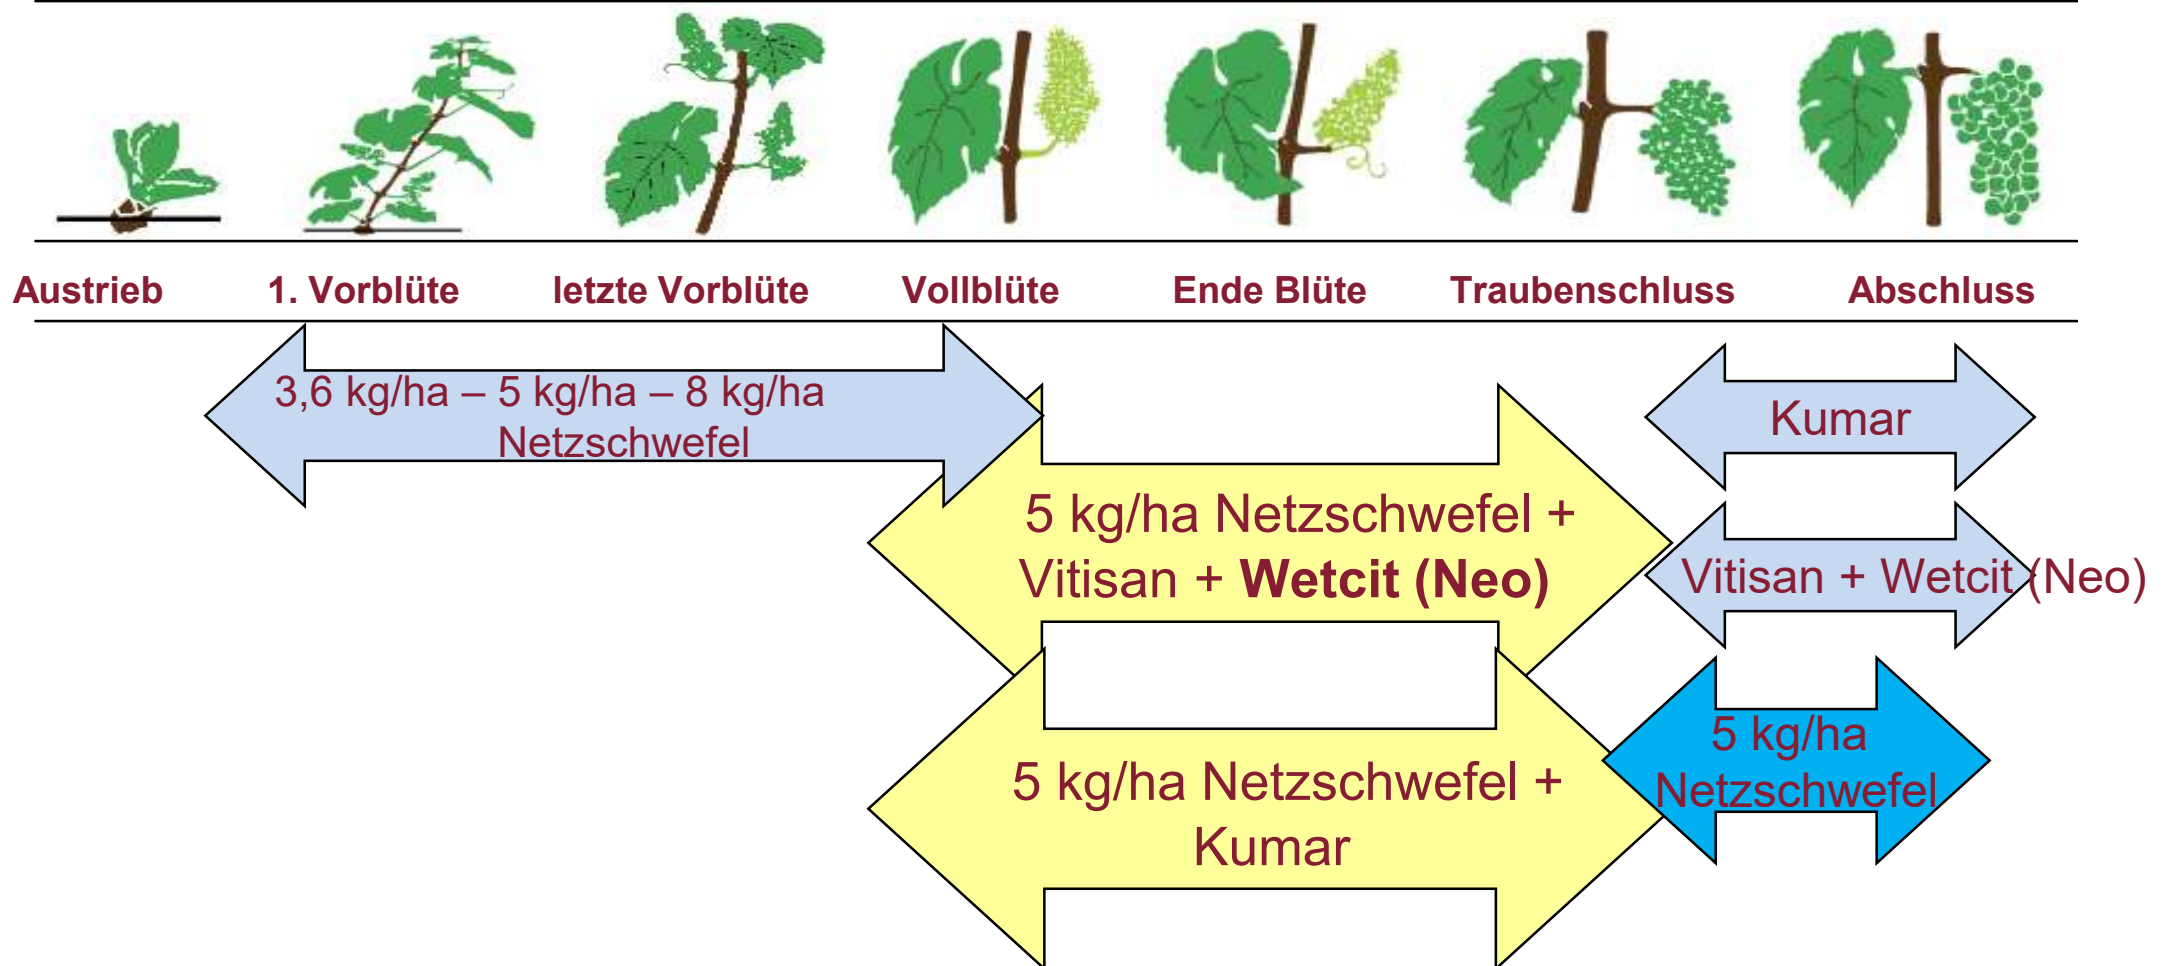 Austrieb 1. Vorblüte letzte Vorblüte Vollblüte Ende Blüte Traubenschluss Abschluss
3,6 kg/ha – 5 kg/ha – 8 kg/ha
Netzschwefel
Kumar
5 kg/ha Netzschwefel +
Vitisan + Wetcit (Neo)
Vitisan + Wetcit (Neo)
5 kg/ha
Netzschwefel
5 kg/ha Netzschwefel +
Kumar